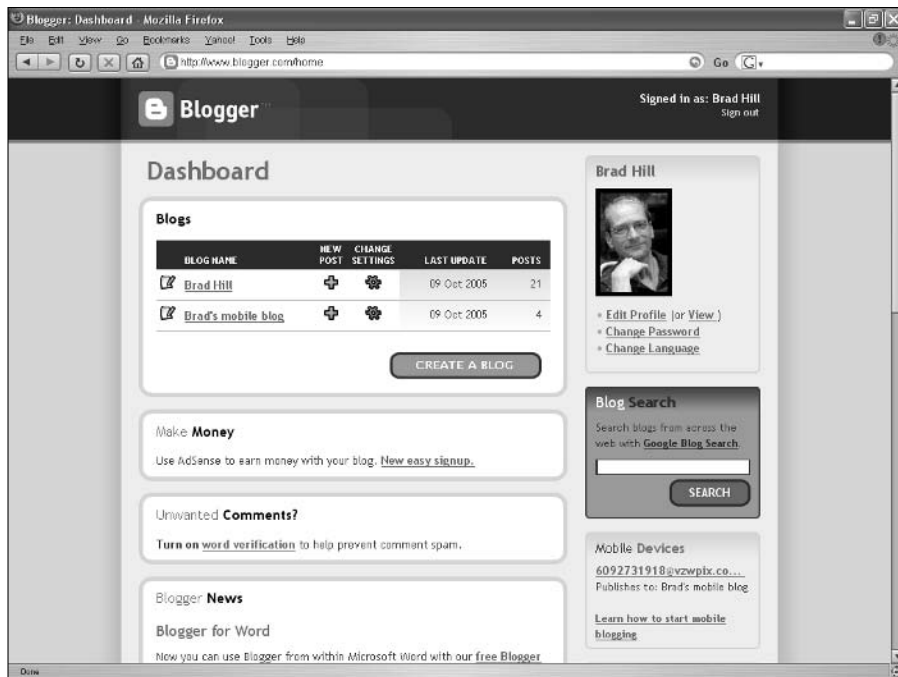 Blogger: Dashboard - Mozilla Firefox
File Edit View Go Bookmarks Yahoo! Tools Help
http://www.blogger.com/home
Go
Blogger
Signed in as: Brad Hill
Sign out
Dashboard
Blogs
BLOG NAME NEW POST CHANGE SETTINGS LAST UPDATE POSTS
Brad Hill 09 Oct 2005 21
Brad's mobile blog 09 Oct 2005 4
CREATE A BLOG
Make Money
Use AdSense to earn money with your blog. New easy signup.
Unwanted Comments?
Turn on word verification to help prevent comment spam.
Blogger News
Blogger for Word
Now you can use Blogger from within Microsoft Word with our free Blogger
Brad Hill
Edit Profile (or View )
Change Password
Change Language
Blog Search
Search blogs from across the
web with Google Blog Search.
SEARCH
Mobile Devices
6092731918@vzwpix.co...
Publishes to: Brad's mobile blog
Learn how to start mobile
blogging
Done